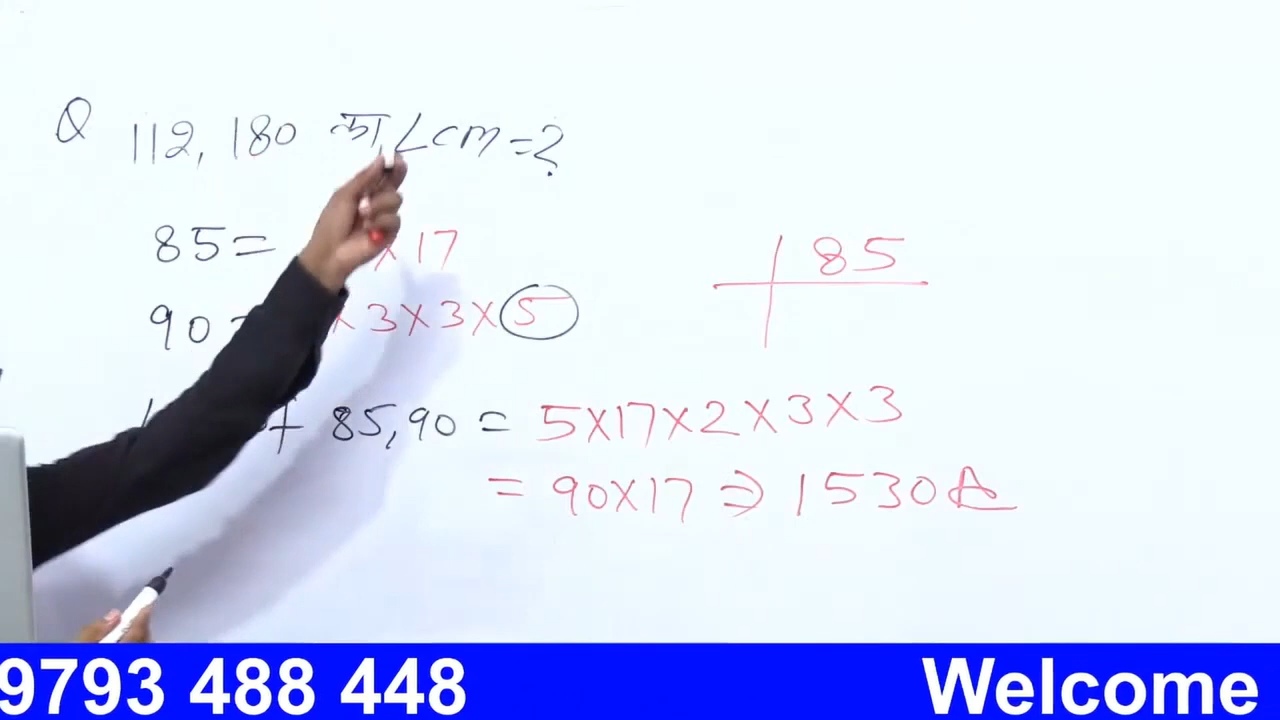 Q 112, 180 का LCM = ?
85 = × 17
85
90 = × 3 × 3 × 5
of 85, 90 = 5 × 17 × 2 × 3 × 3
= 90 × 17 ⇒ 1530 A
9793 488 448 Welcome